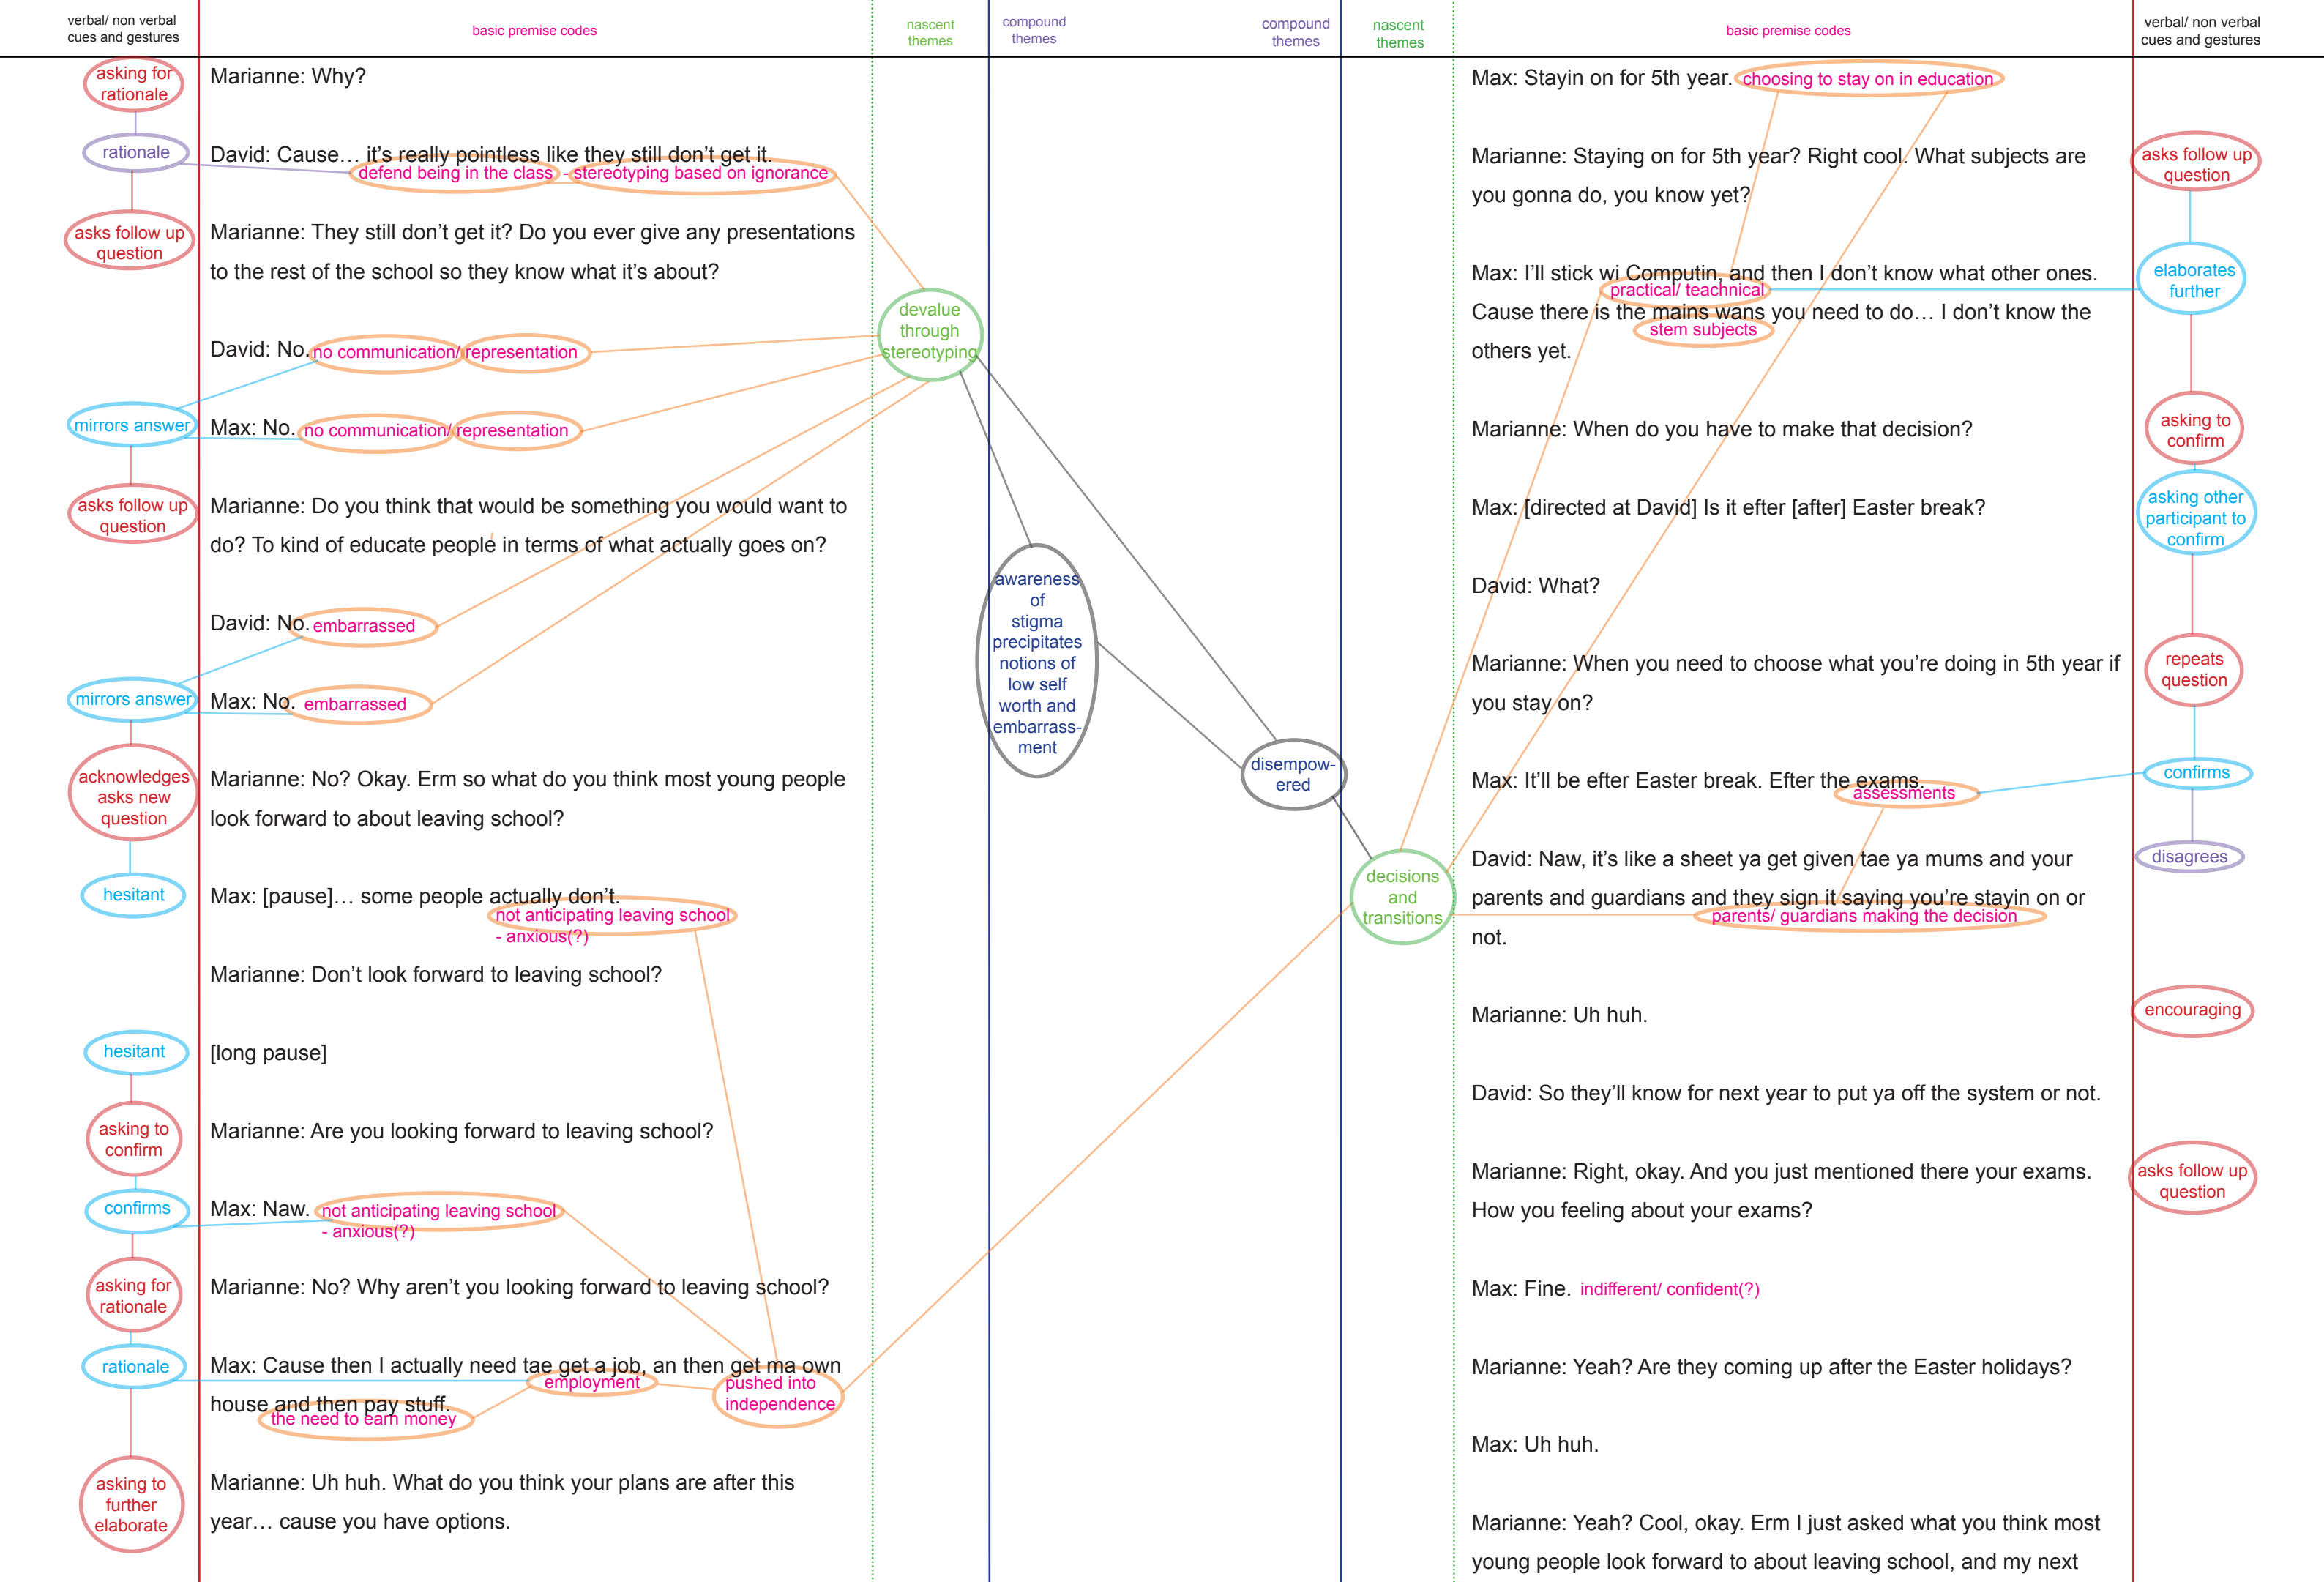 verbal/ non verbal
cues and gestures
basic premise codes
nascent
themes
compound
themes
asking for
rationale
Marianne: Why?
rationale
David: Cause… it’s really pointless like they still don’t get it.
defend being in the class - stereotyping based on ignorance
asks follow up
question
Marianne: They still don’t get it? Do you ever give any presentations
to the rest of the school so they know what it’s about?
devalue
through
stereotyping
David: No. no communication/ representation
mirrors answer
Max: No. no communication/ representation
asks follow up
question
Marianne: Do you think that would be something you would want to
do? To kind of educate people in terms of what actually goes on?
David: No. embarrassed
mirrors answer
Max: No. embarrassed
awareness
of
stigma
precipitates
notions of
low self
worth and
embarrass-
ment
acknowledges
asks new
question
Marianne: No? Okay. Erm so what do you think most young people
look forward to about leaving school?
hesitant
Max: [pause]… some people actually don’t.
not anticipating leaving school
- anxious(?)
Marianne: Don’t look forward to leaving school?
hesitant
[long pause]
asking to
confirm
Marianne: Are you looking forward to leaving school?
confirms
Max: Naw. not anticipating leaving school
- anxious(?)
asking for
rationale
Marianne: No? Why aren’t you looking forward to leaving school?
rationale
Max: Cause then I actually need tae get a job, an then get ma own
employment
pushed into
independence
house and then pay stuff.
the need to earn money
asking to
further
elaborate
Marianne: Uh huh. What do you think your plans are after this
year… cause you have options.
compound
themes
nascent
themes
basic premise codes
verbal/ non verbal
cues and gestures
Max: Stayin on for 5th year. choosing to stay on in education
Marianne: Staying on for 5th year? Right cool. What subjects are
you gonna do, you know yet?
asks follow up
question
Max: I’ll stick wi Computin, and then I don’t know what other ones.
practical/ teachnical
elaborates
further
Cause there is the mains wans you need to do… I don’t know the
stem subjects
others yet.
Marianne: When do you have to make that decision?
asking to
confirm
Max: [directed at David] Is it efter [after] Easter break?
asking other
participant to
confirm
David: What?
Marianne: When you need to choose what you’re doing in 5th year if
you stay on?
repeats
question
disempow-
ered
Max: It’ll be efter Easter break. Efter the exams.
assessments
confirms
decisions
and
transitions
David: Naw, it’s like a sheet ya get given tae ya mums and your
parents and guardians and they sign it saying you’re stayin on or
parents/ guardians making the decision
not.
disagrees
Marianne: Uh huh.
encouraging
David: So they’ll know for next year to put ya off the system or not.
Marianne: Right, okay. And you just mentioned there your exams.
How you feeling about your exams?
asks follow up
question
Max: Fine. indifferent/ confident(?)
Marianne: Yeah? Are they coming up after the Easter holidays?
Max: Uh huh.
Marianne: Yeah? Cool, okay. Erm I just asked what you think most
young people look forward to about leaving school, and my next